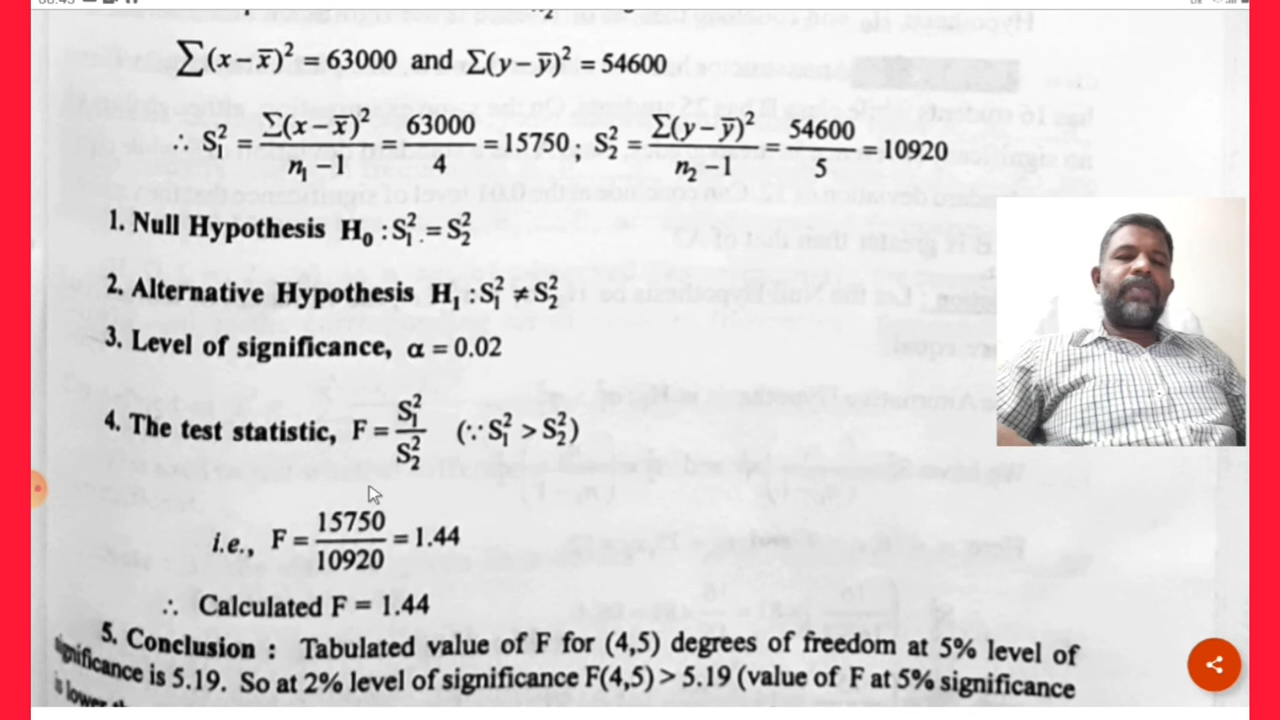 ∑(x−x̄)² = 63000 and ∑(y−ȳ)² = 54600
∴ S₁² = ∑(x−x̄)² / (n₁−1) = 63000 / 4 = 15750; S₂² = ∑(y−ȳ)² / (n₂−1) = 54600 / 5 = 10920
1. Null Hypothesis H₀ : S₁² = S₂²
2. Alternative Hypothesis H₁ : S₁² ≠ S₂²
3. Level of significance, α = 0.02
4. The test statistic, F = S₁² / S₂² (∵ S₁² > S₂²)
i.e., F = 15750 / 10920 = 1.44
∴ Calculated F = 1.44
5. Conclusion : Tabulated value of F for (4,5) degrees of freedom at 5% level of
significance is 5.19. So at 2% level of significance F(4,5) > 5.19 (value of F at 5% significance
is lower